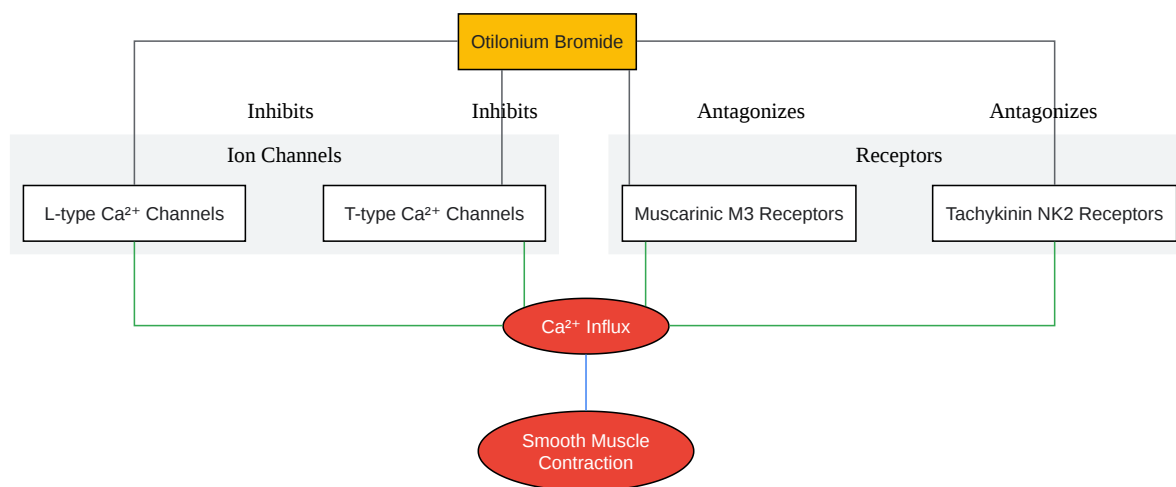 Otilonium Bromide
Inhibits
Inhibits
Antagonizes
Antagonizes
Ion Channels
Receptors
L-type Ca²⁺ Channels
T-type Ca²⁺ Channels
Muscarinic M3 Receptors
Tachykinin NK2 Receptors
Ca²⁺ Influx
Smooth Muscle
Contraction